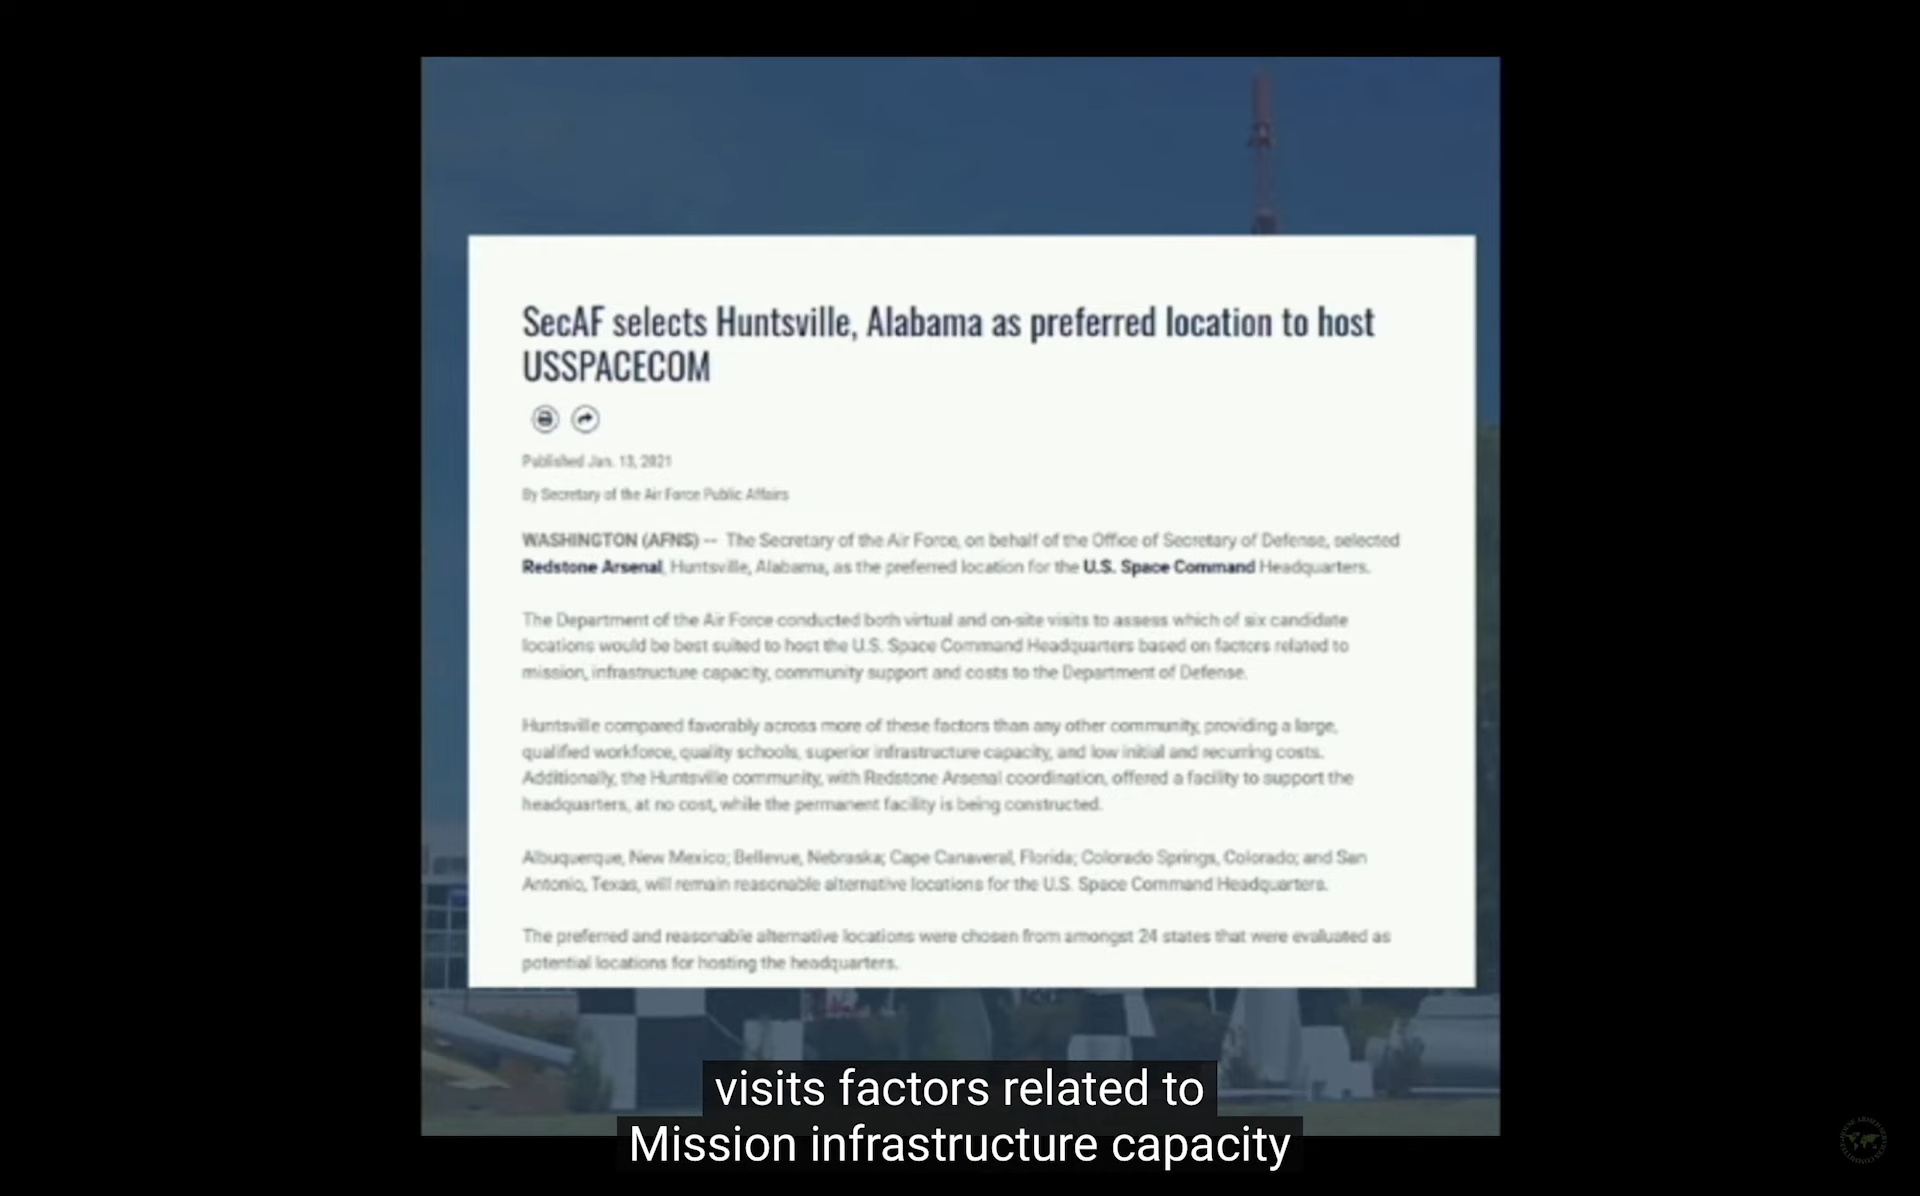 SecAF selects Huntsville, Alabama as preferred location to host
USSPACECOM
Published Jan. 13, 2021
By Secretary of the Air Force Public Affairs
WASHINGTON (AFNS) -- The Secretary of the Air Force, on behalf of the Office of Secretary of Defense, selected
Redstone Arsenal, Huntsville, Alabama, as the preferred location for the U.S. Space Command Headquarters.
The Department of the Air Force conducted both virtual and on-site visits to assess which of six candidate
locations would be best suited to host the U.S. Space Command Headquarters based on factors related to
mission, infrastructure capacity, community support and costs to the Department of Defense.
Huntsville compared favorably across more of these factors than any other community, providing a large,
qualified workforce, quality schools, superior infrastructure capacity, and low initial and recurring costs.
Additionally, the Huntsville community, with Redstone Arsenal coordination, offered a facility to support the
headquarters, at no cost, while the permanent facility is being constructed.
Albuquerque, New Mexico; Bellevue, Nebraska; Cape Canaveral, Florida; Colorado Springs, Colorado; and San
Antonio, Texas, will remain reasonable alternative locations for the U.S. Space Command Headquarters.
The preferred and reasonable alternative locations were chosen from amongst 24 states that were evaluated as
potential locations for hosting the headquarters.
visits factors related to
Mission infrastructure capacity